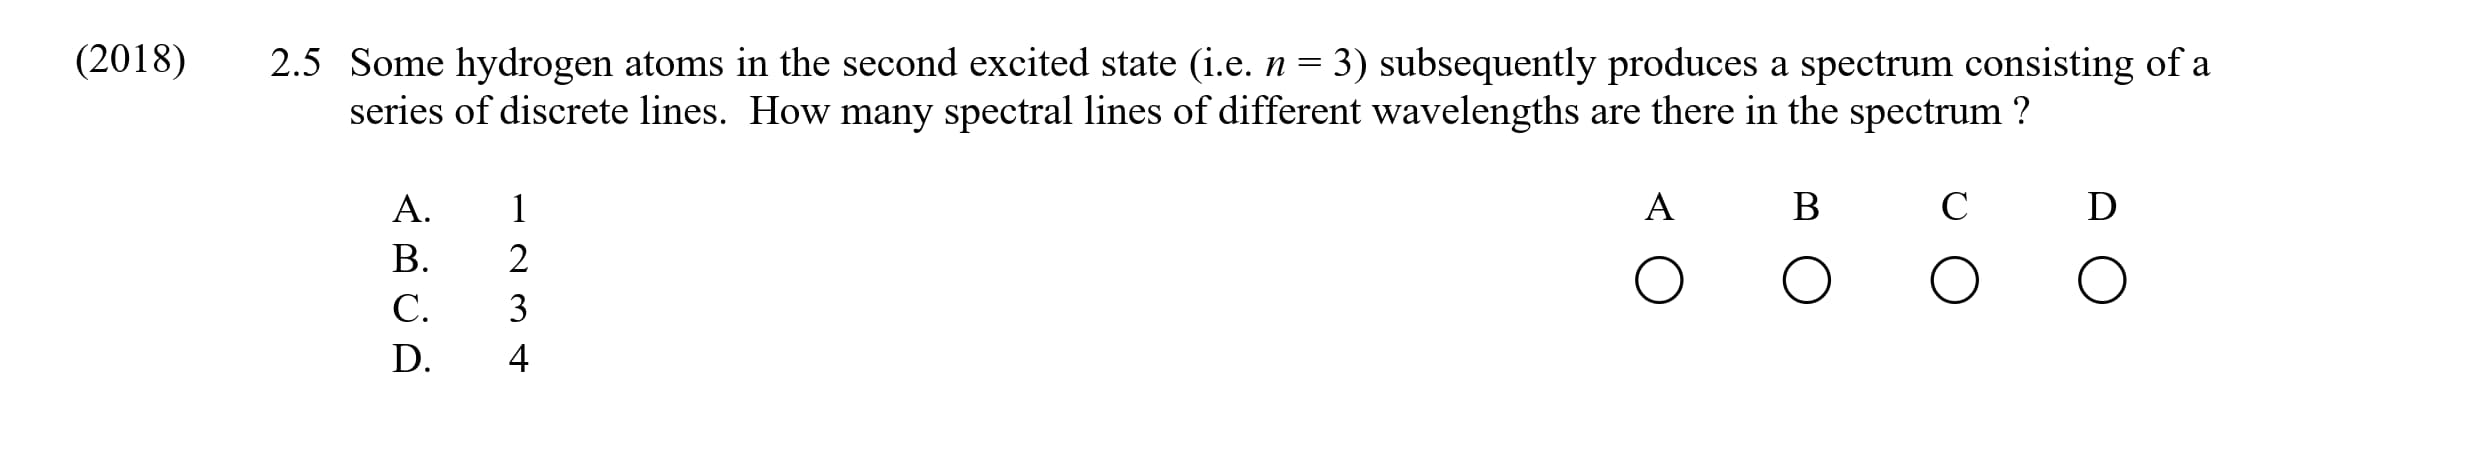 (2018) 2.5 Some hydrogen atoms in the second excited state (i.e. n = 3) subsequently produces a spectrum consisting of a
series of discrete lines. How many spectral lines of different wavelengths are there in the spectrum ?
A. 1
B. 2
C. 3
D. 4
A B C D